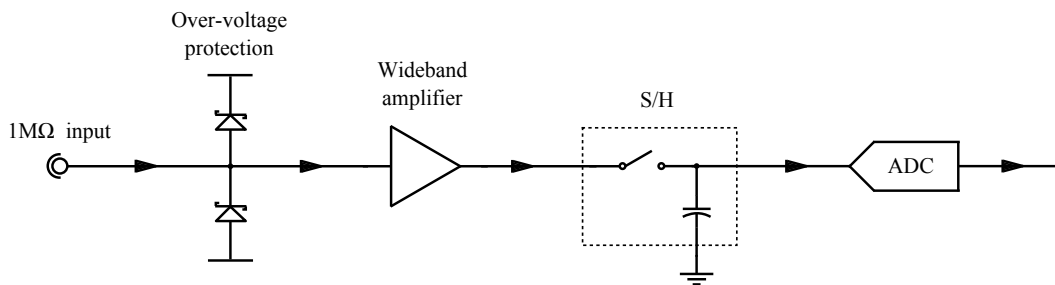 Over-voltage
protection
Wideband
amplifier
S/H
1MΩ input
ADC